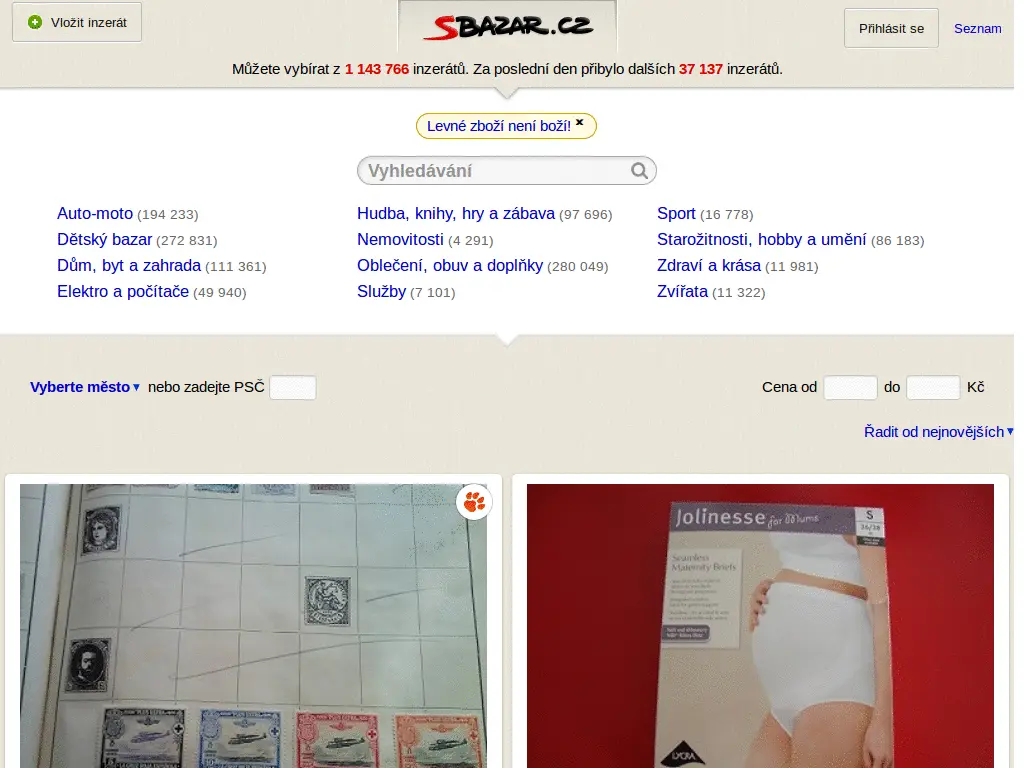 Vložit inzerát
SBAZAR.CZ
Přihlásit se
Seznam
Můžete vybírat z 1 143 766 inzerátů. Za poslední den přibylo dalších 37 137 inzerátů.
Levné zboží není boží! ×
Vyhledávání
Auto-moto (194 233)
Dětský bazar (272 831)
Dům, byt a zahrada (111 361)
Elektro a počítače (49 940)
Hudba, knihy, hry a zábava (97 696)
Nemovitosti (4 291)
Oblečení, obuv a doplňky (280 049)
Služby (7 101)
Sport (16 778)
Starožitnosti, hobby a umění (86 183)
Zdraví a krása (11 981)
Zvířata (11 322)
Vyberte město ▾ nebo zadejte PSČ
Cena od do Kč
Řadit od nejnovějších ▾
Jolinesse for Mums
S
36/38
Seamless
Maternity Briefs
LYCRA